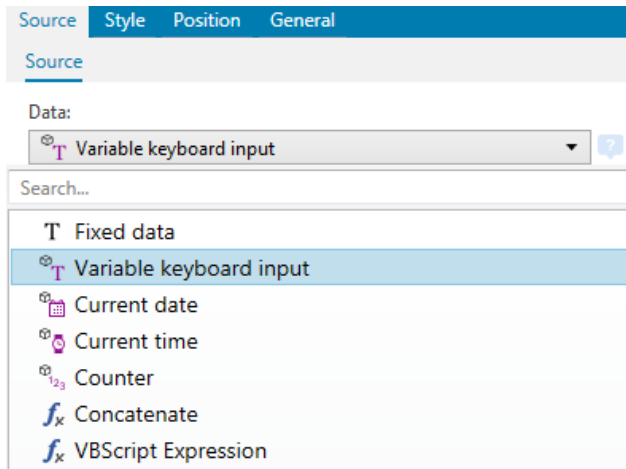 Source Style Position General
Source
Data:
Variable keyboard input
Search...
Fixed data
Variable keyboard input
Current date
Current time
Counter
Concatenate
VBScript Expression